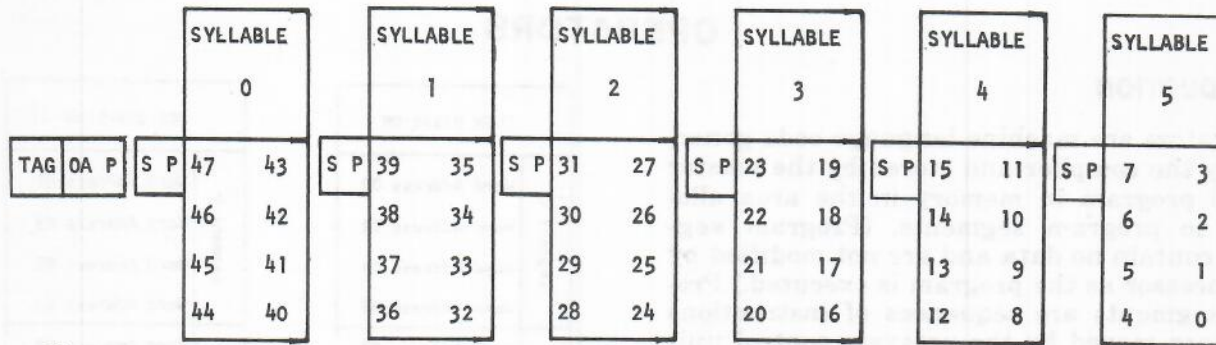 SYLLABLE SYLLABLE SYLLABLE SYLLABLE SYLLABLE SYLLABLE
0 1 2 3 4 5
TAG OA P S P 47 43 S P 39 35 S P 31 27 S P 23 19 S P 15 11 S P 7 3
46 42 38 34 30 26 22 18 14 10 6 2
45 41 37 33 29 25 21 17 13 9 5 1
44 40 36 32 28 24 20 16 12 8 4 0